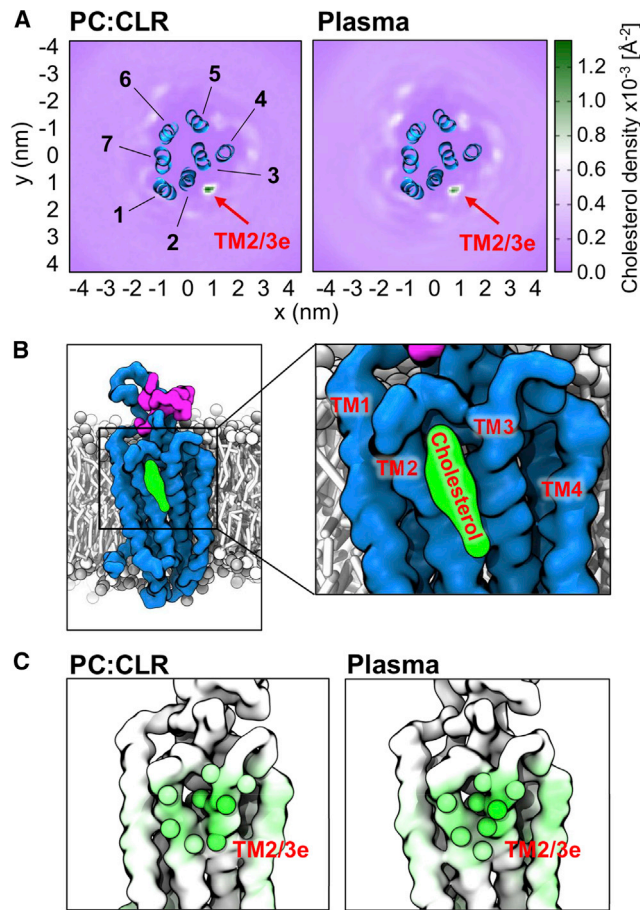 A
PC:CLR
Plasma
-4
-3
-2
-1
0
1
2
3
4
y (nm)
6
5
4
7
3
1
2
TM2/3e
TM2/3e
-4 -3 -2 -1 0 1 2 3 4
-4 -3 -2 -1 0 1 2 3 4
x (nm)
1.2
1.0
0.8
0.6
0.4
0.2
0.0
Cholesterol density x10-3 [Å-2]
B
TM1
TM2
TM3
TM4
Cholesterol
C
PC:CLR
Plasma
TM2/3e
TM2/3e